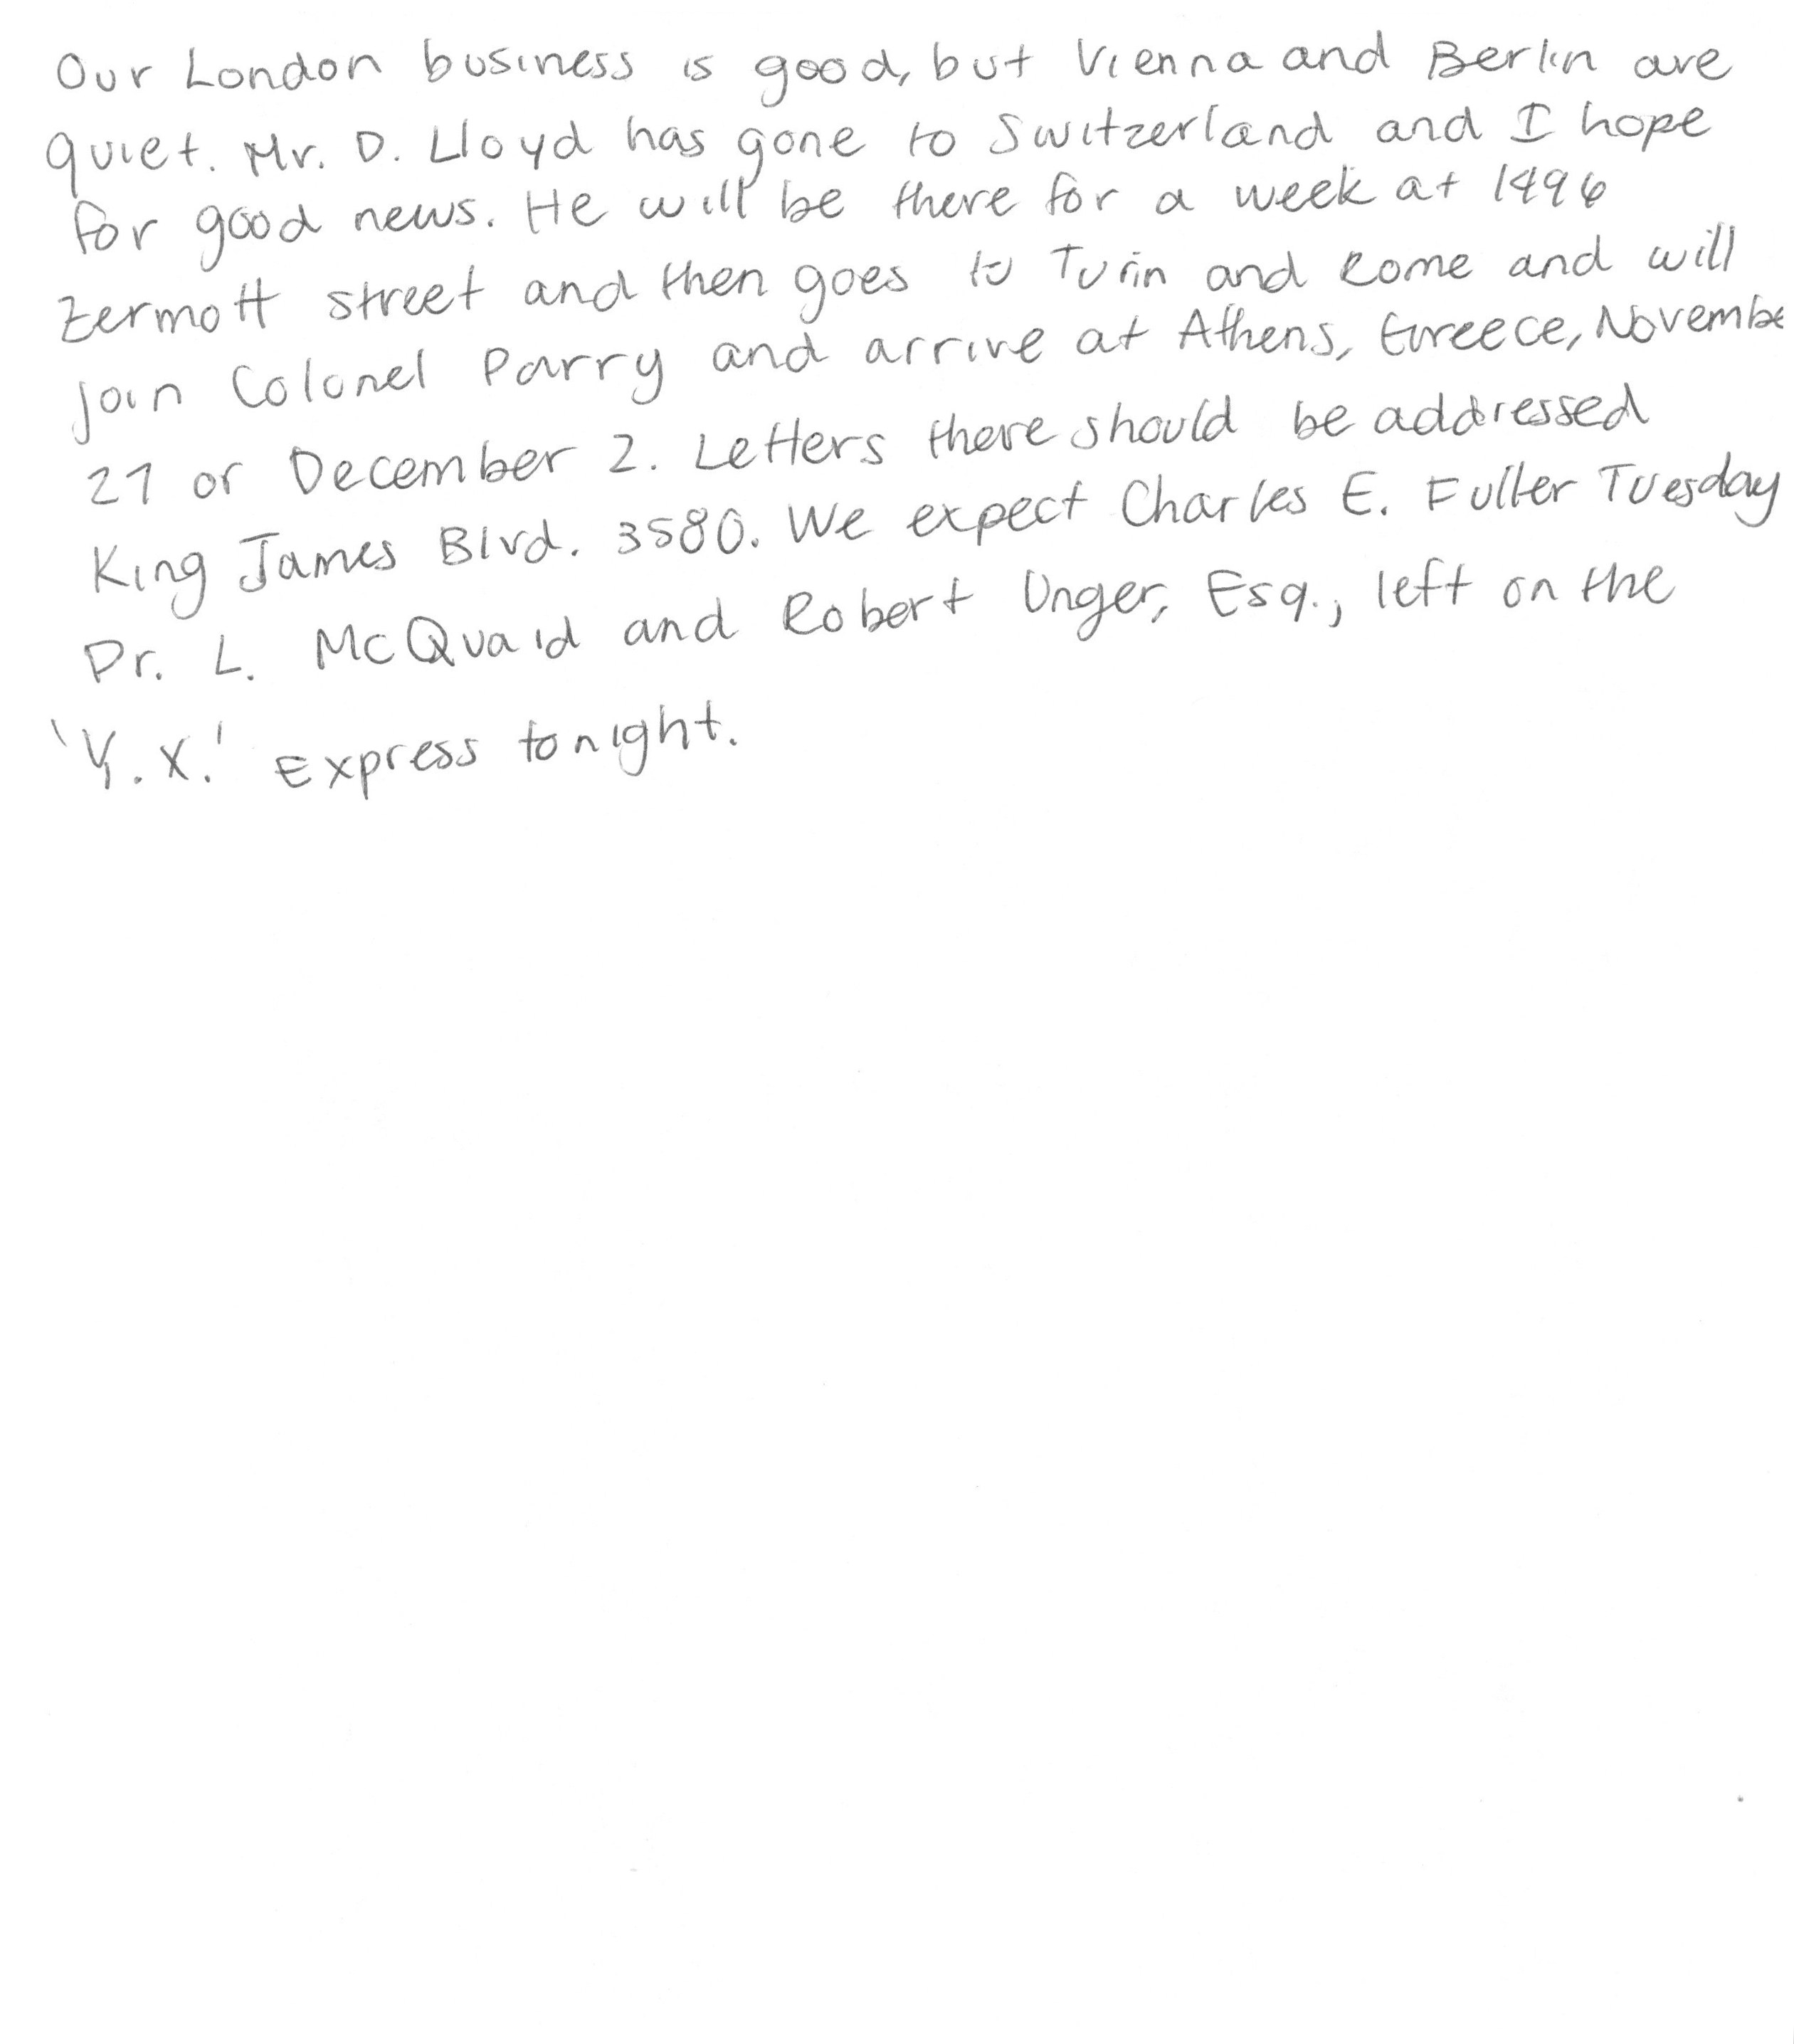 Our London business is good, but Vienna and Berlin are
quiet. Mr. D. Lloyd has gone to Switzerland and I hope
for good news. He will be there for a week at 1496
Zermott street and then goes to Turin and Rome and will
join Colonel Parry and arrive at Athens, Greece, Novembe
27 or December 2. Letters there should be addressed
King James Blvd. 3580. We expect Charles E. Fuller Tuesday
Dr. L. McQuaid and Robert Unger, Esq., left on the
'Y.X.' Express tonight.